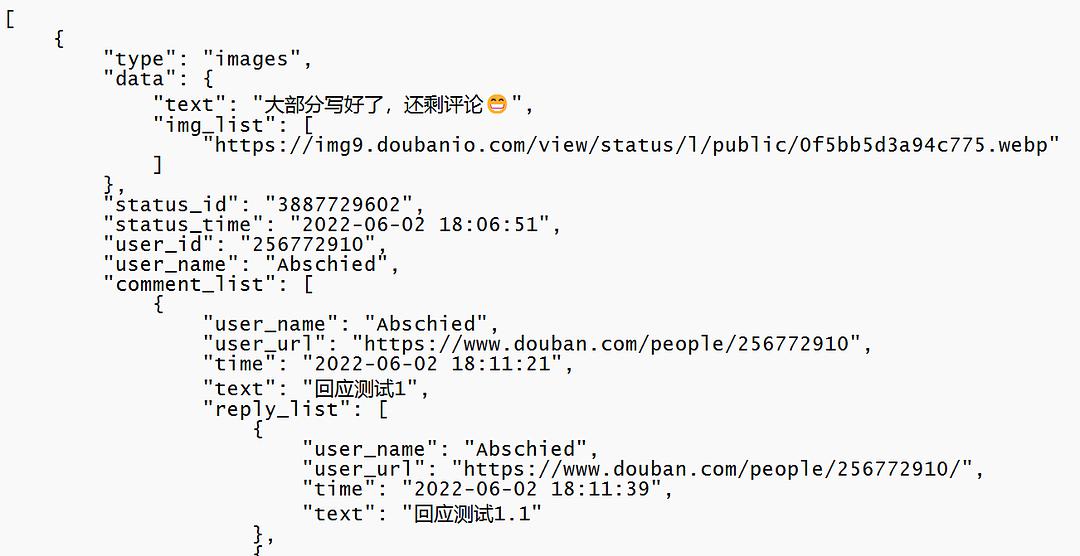 [
    {
        "type": "images",
        "data": {
            "text": "大部分写好了，还剩评论😁",
            "img_list": [
                "https://img9.doubanio.com/view/status/l/public/0f5bb5d3a94c775.webp"
            ]
        },
        "status_id": "3887729602",
        "status_time": "2022-06-02 18:06:51",
        "user_id": "256772910",
        "user_name": "Abschied",
        "comment_list": [
            {
                "user_name": "Abschied",
                "user_url": "https://www.douban.com/people/256772910",
                "time": "2022-06-02 18:11:21",
                "text": "回应测试1",
                "reply_list": [
                    {
                        "user_name": "Abschied",
                        "user_url": "https://www.douban.com/people/256772910/",
                        "time": "2022-06-02 18:11:39",
                        "text": "回应测试1.1"
                    },
                    {